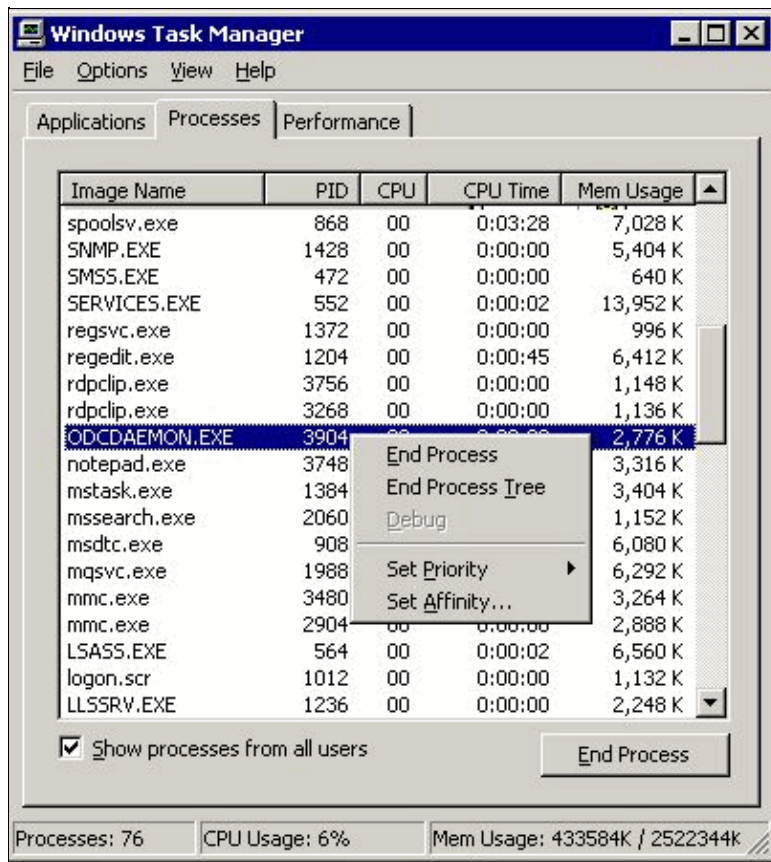 Windows Task Manager
File Options View Help
Applications Processes Performance
Image Name PID CPU CPU Time Mem Usage
spoolsv.exe 868 00 0:03:28 7,028 K
SNMP.EXE 1428 00 0:00:00 5,404 K
SMSS.EXE 472 00 0:00:00 640 K
SERVICES.EXE 552 00 0:00:02 13,952 K
regsvc.exe 1372 00 0:00:00 996 K
regedit.exe 1204 00 0:00:45 6,412 K
rdpclip.exe 3756 00 0:00:00 1,148 K
rdpclip.exe 3268 00 0:00:00 1,136 K
ODCDAEMON.EXE 3904 2,776 K
notepad.exe 3748 End Process 3,316 K
mstask.exe 1384 End Process Tree 3,404 K
mssearch.exe 2060 Debug 1,152 K
msdtc.exe 908 6,080 K
mqsvc.exe 1988 Set Priority 6,292 K
mmc.exe 3480 Set Affinity... 3,264 K
mmc.exe 2904 00 0:00:00 2,888 K
LSASS.EXE 564 00 0:00:02 6,560 K
logon.scr 1012 00 0:00:00 1,132 K
LLSSRV.EXE 1236 00 0:00:00 2,248 K
Show processes from all users End Process
Processes: 76 CPU Usage: 6% Mem Usage: 433584K / 2522344K